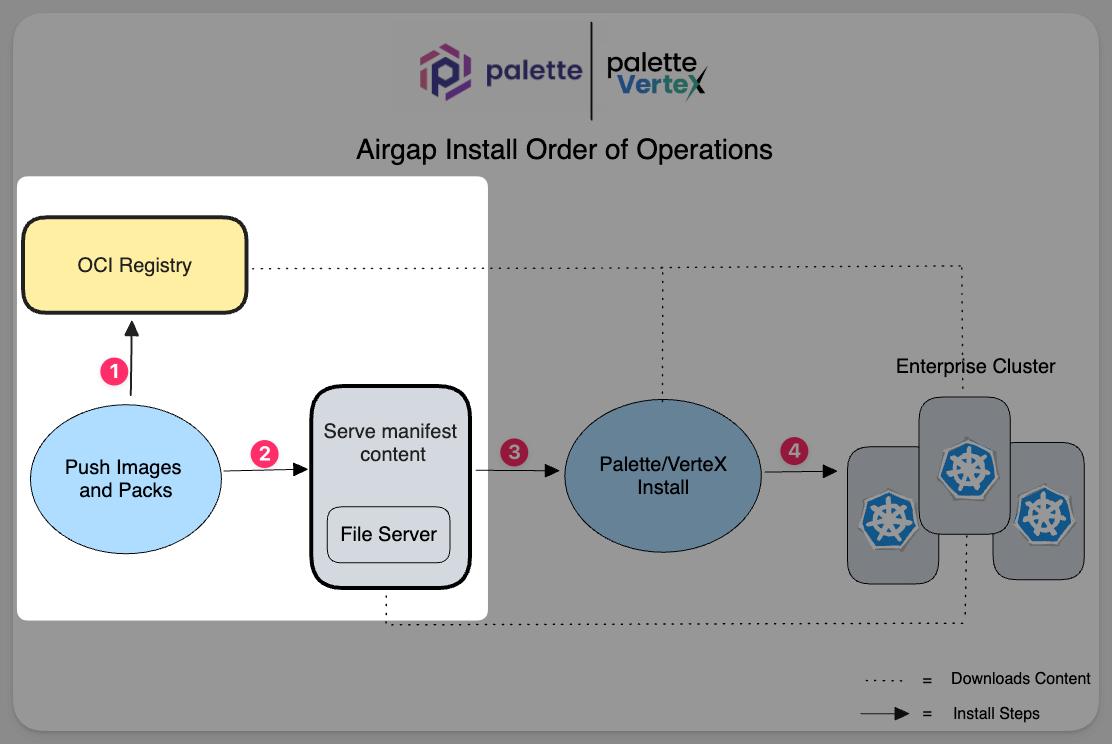 palette
palette
VerteX
Airgap Install Order of Operations
OCI Registry
1
Enterprise Cluster
Push Images
and Packs
2
Serve manifest
content
File Server
3
Palette/VerteX
Install
4
..... = Downloads Content
= Install Steps